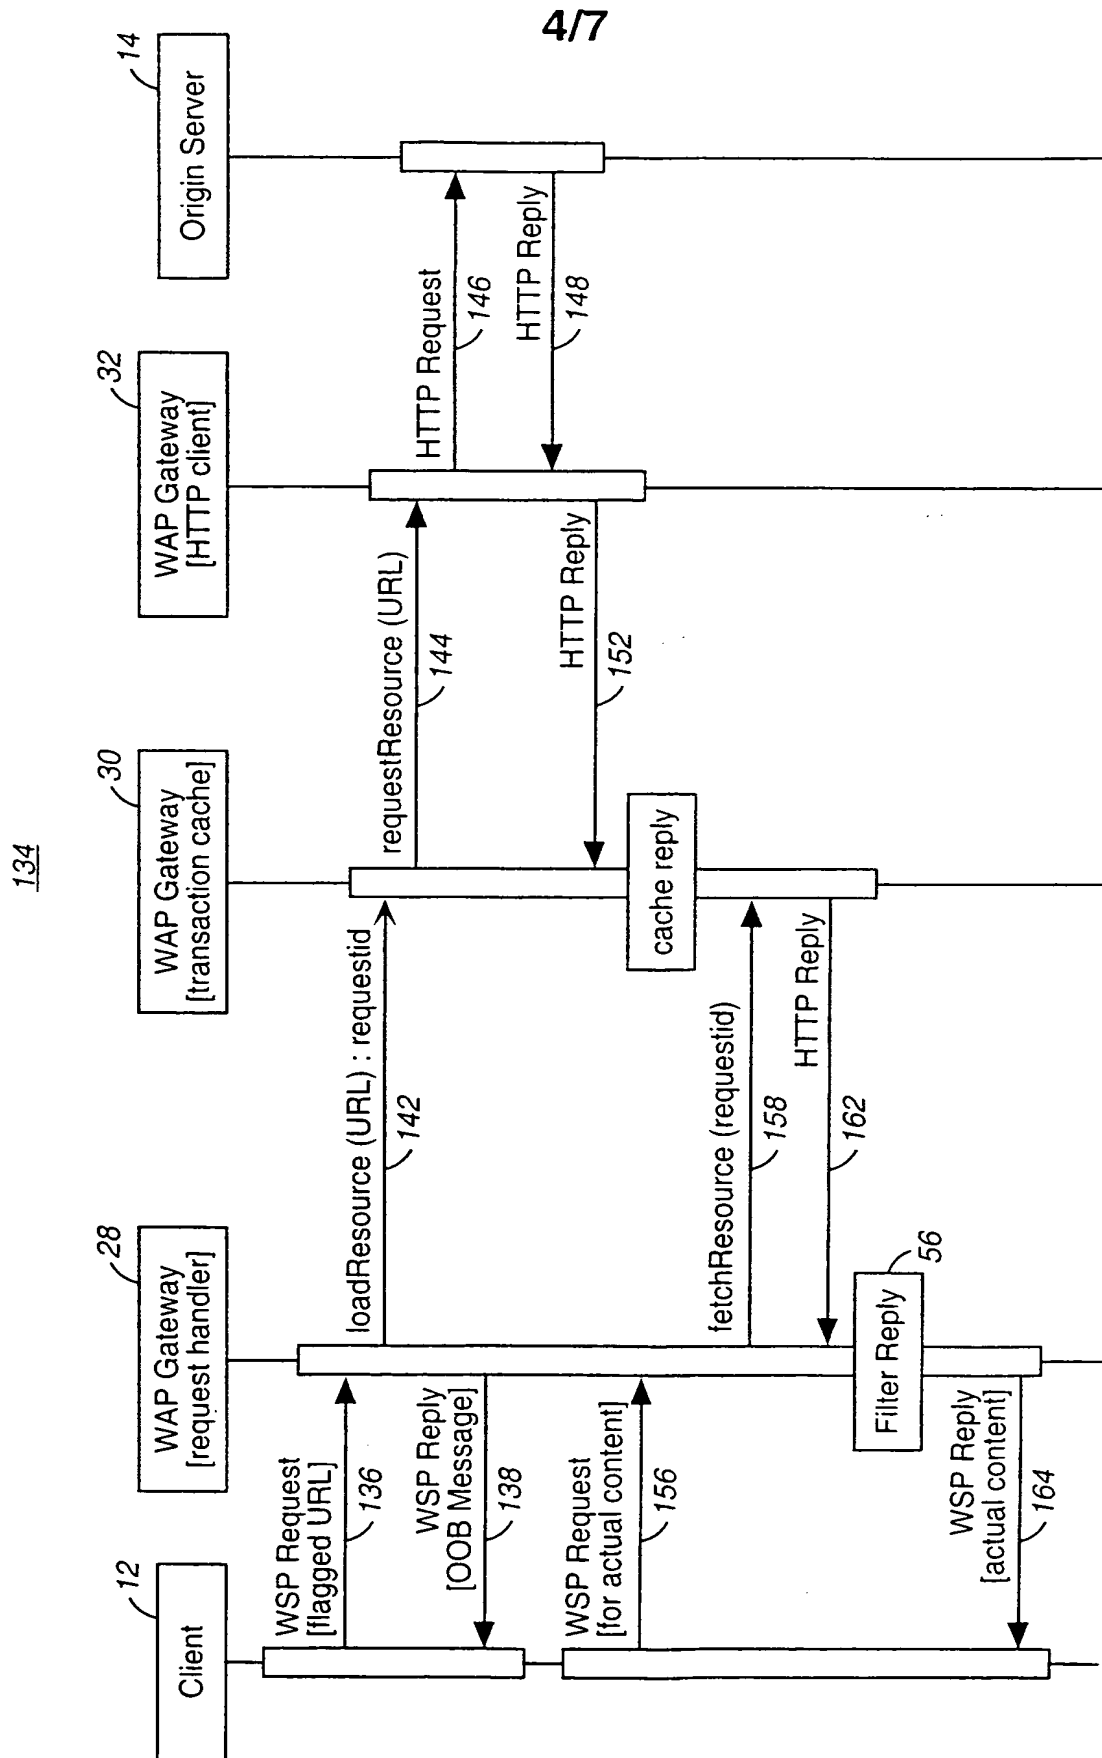 4/7
134
12
Client
28
WAP Gateway
[request handler]
30
WAP Gateway
[transaction cache]
32
WAP Gateway
[HTTP client]
14
Origin Server
WSP Request
[flagged URL]
136
loadResource (URL) : requestid
142
requestResource (URL)
144
HTTP Request
146
WSP Reply
[OOB Message]
138
HTTP Reply
148
HTTP Reply
152
cache reply
WSP Request
[for actual content]
156
fetchResource (requestid)
158
HTTP Reply
162
Filter Reply
56
WSP Reply
[actual content]
164